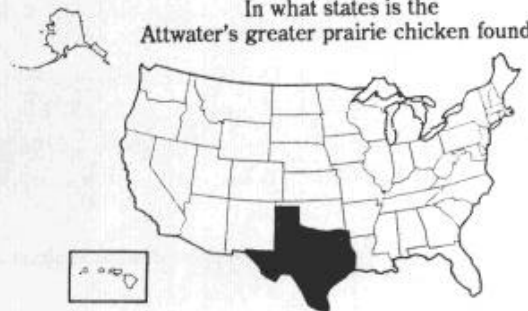 In what states is the
Attwater's greater prairie chicken found